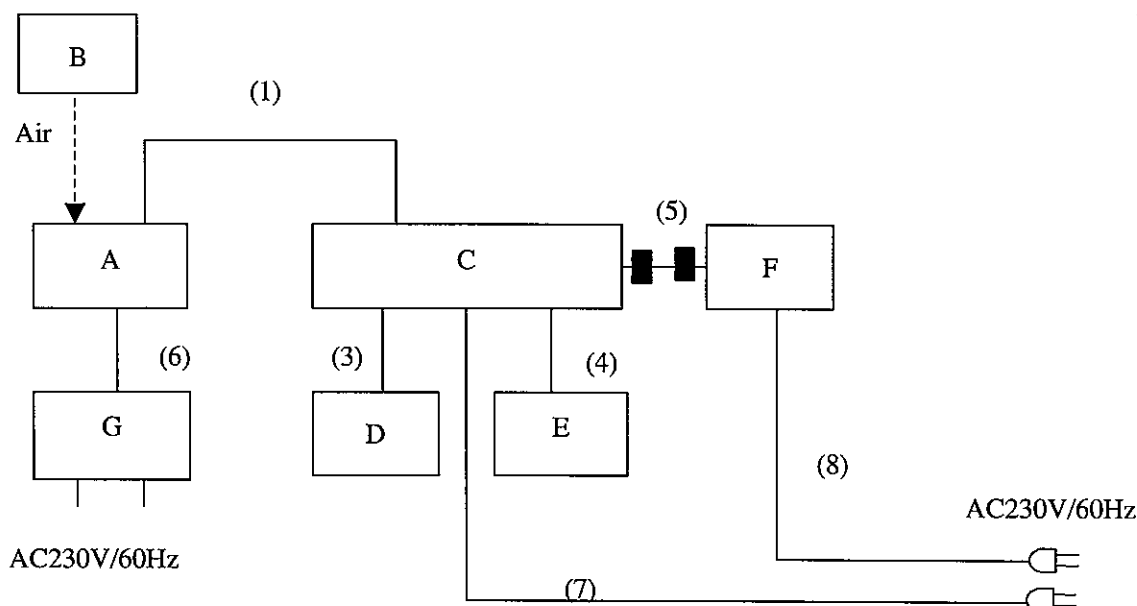 B
(1)
Air
(5)
A
C
F
(6)
(3)
(4)
G
D
E
(8)
AC230V/60Hz
AC230V/60Hz
(7)